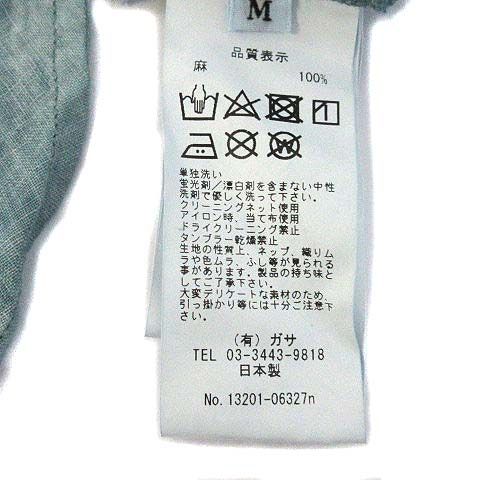 M
品質表示
麻 100%
W
単独洗い
蛍光剤／漂白剤を含まない中性
洗剤で優しく洗って下さい。
クリーニングネット使用
アイロン時、当て布使用
ドライクリーニング禁止
タンブラー乾燥禁止
生地の性質上、ネップ、織りム
ラや色ムラ、ふし等が見られる
事があります。製品の持ち味と
してご了承下さい。
大変デリケートな素材のため、
引っ掛かり等には十分ご注意下
さい。
（有）ガサ
TEL 03-3443-9818
日本製
No.13201-06327n